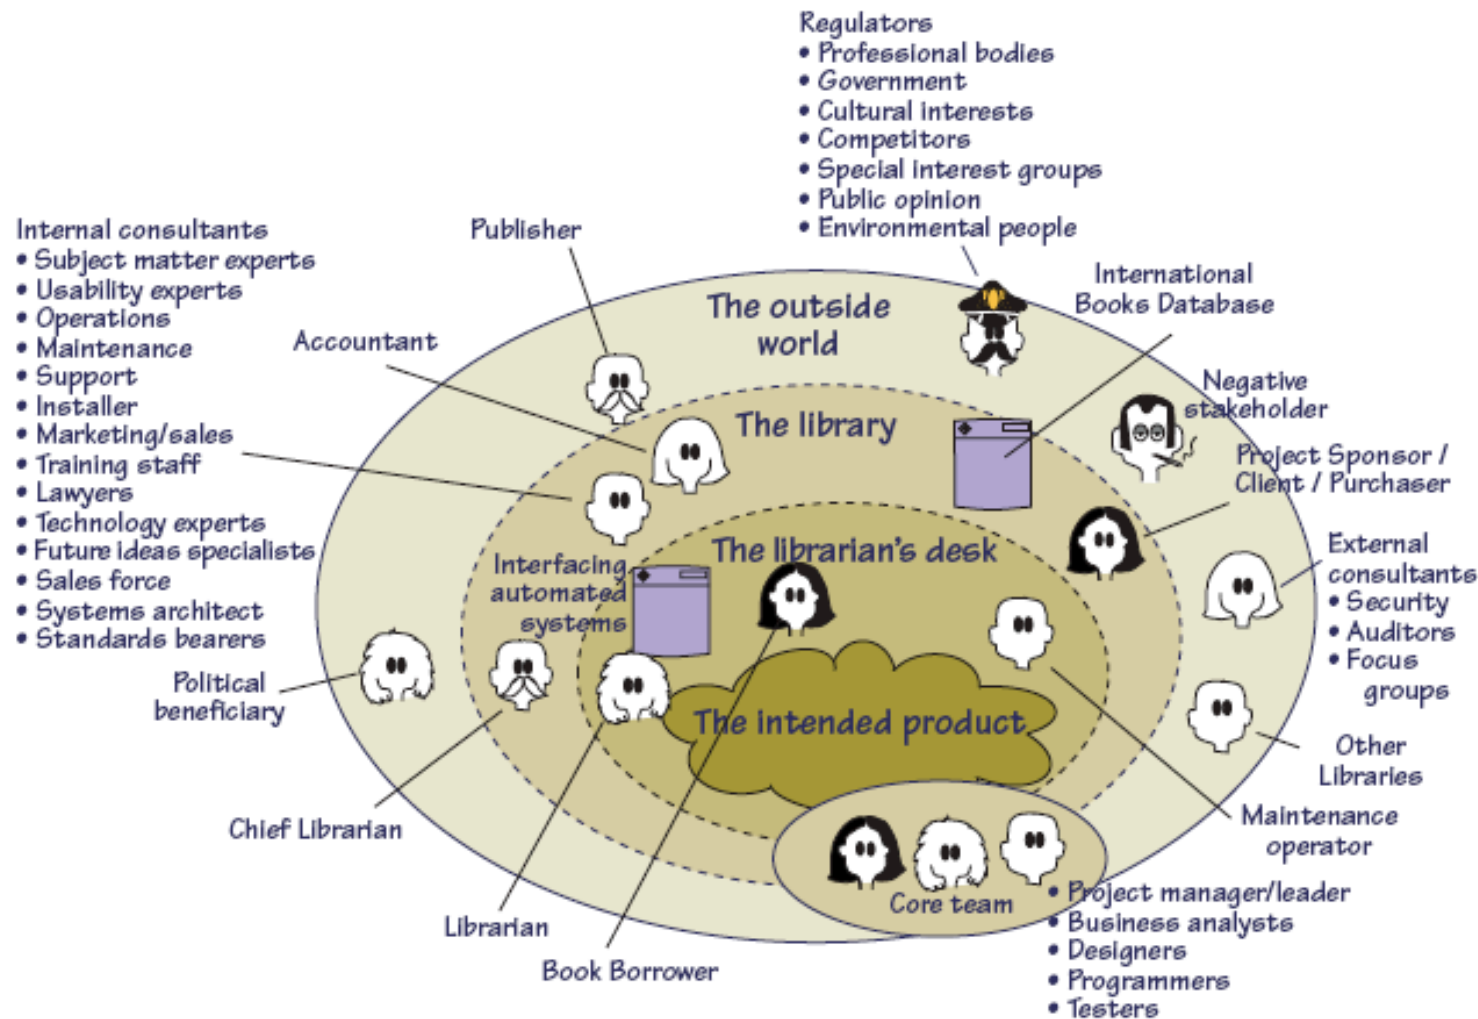 Regulators
• Professional bodies
• Government
• Cultural interests
• Competitors
• Special interest groups
• Public opinion
• Environmental people
Internal consultants
• Subject matter experts
• Usability experts
• Operations
• Maintenance
• Support
• Installer
• Marketing/sales
• Training staff
• Lawyers
• Technology experts
• Future ideas specialists
• Sales force
• Systems architect
• Standards bearers
Publisher
Accountant
International
Books Database
The outside
world
Negative
stakeholder
The library
Project Sponsor /
Client / Purchaser
The librarian's desk
Interfacing
automated
systems
External
consultants
• Security
• Auditors
• Focus
groups
Political
beneficiary
The intended product
Other
Libraries
Chief Librarian
Maintenance
operator
Librarian
Book Borrower
Core team
• Project manager/leader
• Business analysts
• Designers
• Programmers
• Testers